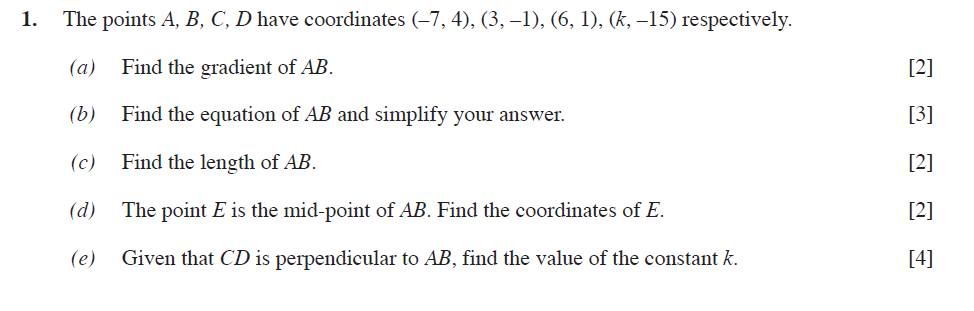 1. The points A, B, C, D have coordinates (–7, 4), (3, –1), (6, 1), (k, –15) respectively.
(a) Find the gradient of AB. [2]
(b) Find the equation of AB and simplify your answer. [3]
(c) Find the length of AB. [2]
(d) The point E is the mid-point of AB. Find the coordinates of E. [2]
(e) Given that CD is perpendicular to AB, find the value of the constant k. [4]